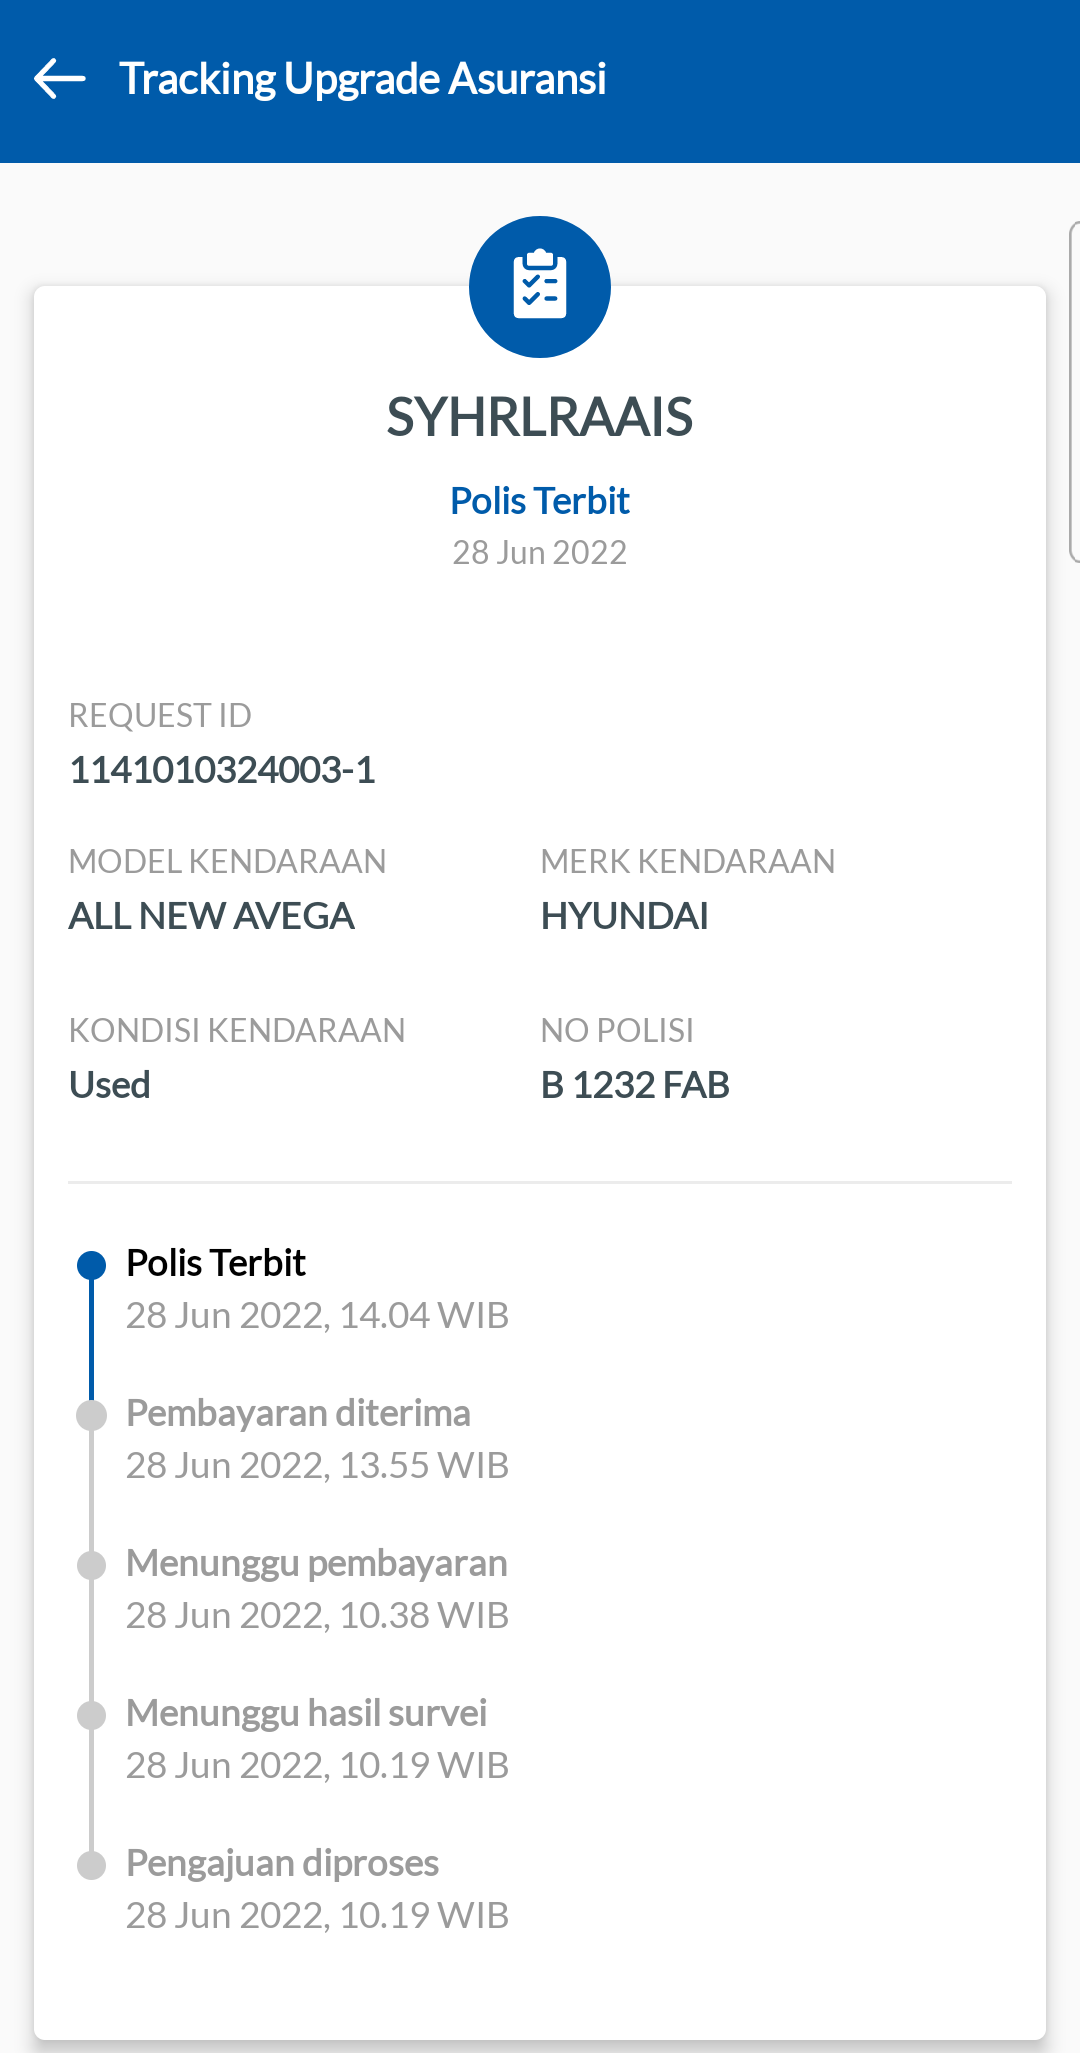 Tracking Upgrade Asuransi
SYHRLRAAIS
Polis Terbit
28 Jun 2022
REQUEST ID
1141010324003-1
MODEL KENDARAAN
ALL NEW AVEGA
MERK KENDARAAN
HYUNDAI
KONDISI KENDARAAN
Used
NO POLISI
B 1232 FAB
Polis Terbit
28 Jun 2022, 14.04 WIB
Pembayaran diterima
28 Jun 2022, 13.55 WIB
Menunggu pembayaran
28 Jun 2022, 10.38 WIB
Menunggu hasil survei
28 Jun 2022, 10.19 WIB
Pengajuan diproses
28 Jun 2022, 10.19 WIB